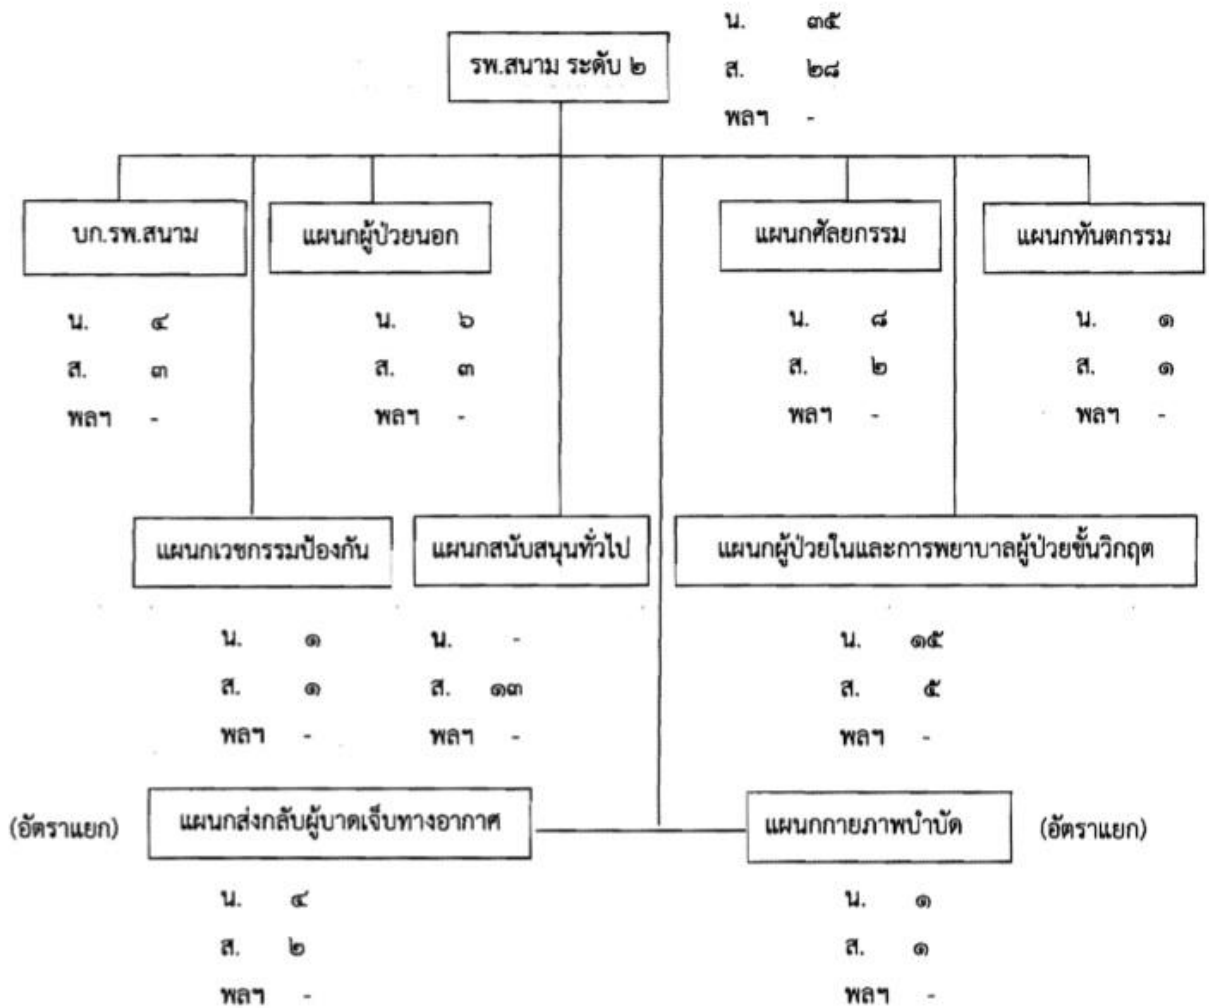 รพ.สนาม ระดับ ๒
น. ๓๕
ส. ๒๘
พลฯ -
บก.รพ.สนาม
น. ๔
ส. ๓
พลฯ -
แผนกผู้ป่วยนอก
น. ๖
ส. ๓
พลฯ -
แผนกศัลยกรรม
น. ๘
ส. ๒
พลฯ -
แผนกทันตกรรม
น. ๑
ส. ๑
พลฯ -
แผนกเวชกรรมป้องกัน
น. ๑
ส. ๑
พลฯ -
แผนกสนับสนุนทั่วไป
น. -
ส. ๑๓
พลฯ -
แผนกผู้ป่วยในและการพยาบาลผู้ป่วยขั้นวิกฤต
น. ๑๕
ส. ๕
พลฯ -
(อัตราแยก)
แผนกส่งกลับผู้บาดเจ็บทางอากาศ
น. ๔
ส. ๒
พลฯ -
แผนกกายภาพบำบัด
(อัตราแยก)
น. ๑
ส. ๑
พลฯ -